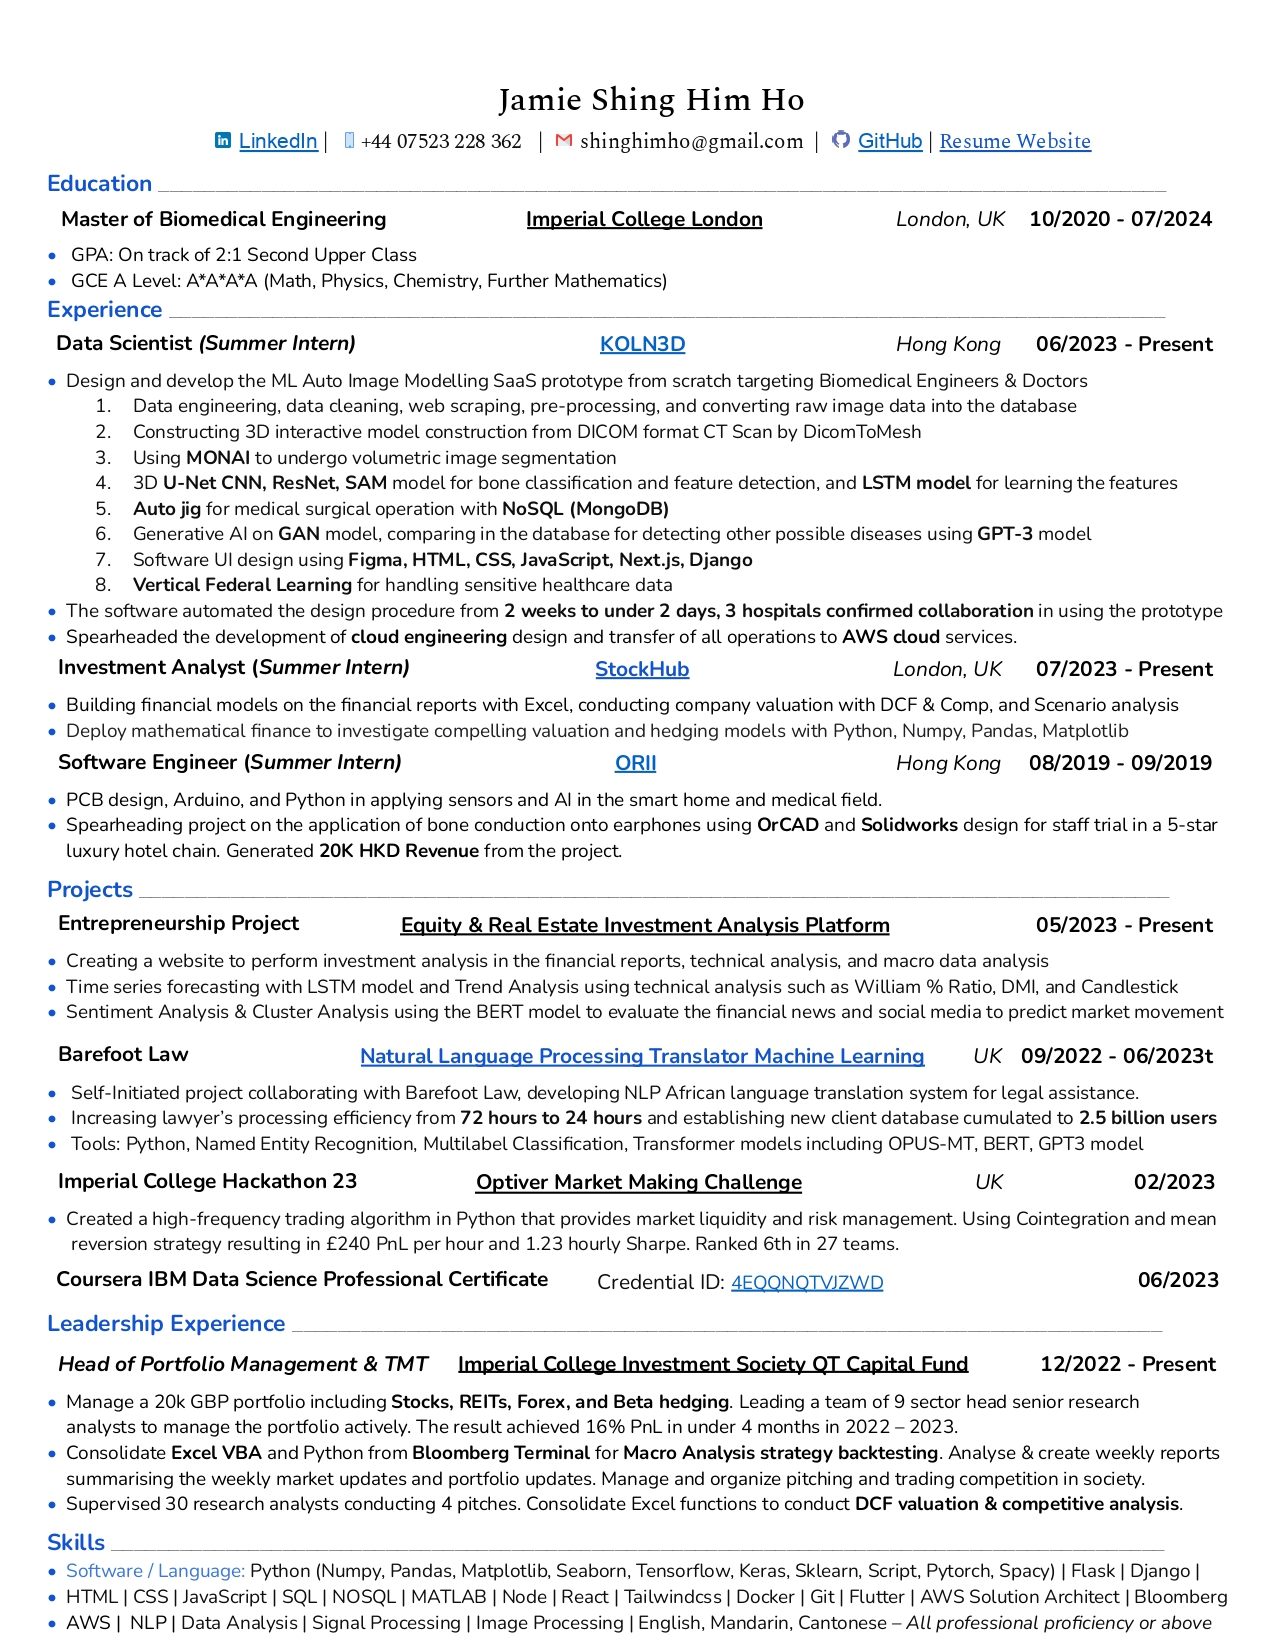 Jamie Shing Him Ho
LinkedIn | +44 07523 228 362 | shinghimho@gmail.com | GitHub | Resume Website
Education
Master of Biomedical Engineering Imperial College London London, UK 10/2020 - 07/2024
• GPA: On track of 2:1 Second Upper Class
• GCE A Level: A*A*A*A (Math, Physics, Chemistry, Further Mathematics)
Experience
Data Scientist (Summer Intern) KOLN3D Hong Kong 06/2023 - Present
• Design and develop the ML Auto Image Modelling SaaS prototype from scratch targeting Biomedical Engineers & Doctors
1. Data engineering, data cleaning, web scraping, pre-processing, and converting raw image data into the database
2. Constructing 3D interactive model construction from DICOM format CT Scan by DicomToMesh
3. Using MONAI to undergo volumetric image segmentation
4. 3D U-Net CNN, ResNet, SAM model for bone classification and feature detection, and LSTM model for learning the features
5. Auto jig for medical surgical operation with NoSQL (MongoDB)
6. Generative AI on GAN model, comparing in the database for detecting other possible diseases using GPT-3 model
7. Software UI design using Figma, HTML, CSS, JavaScript, Next.js, Django
8. Vertical Federal Learning for handling sensitive healthcare data
• The software automated the design procedure from 2 weeks to under 2 days, 3 hospitals confirmed collaboration in using the prototype
• Spearheaded the development of cloud engineering design and transfer of all operations to AWS cloud services.
Investment Analyst (Summer Intern) StockHub London, UK 07/2023 - Present
• Building financial models on the financial reports with Excel, conducting company valuation with DCF & Comp, and Scenario analysis
• Deploy mathematical finance to investigate compelling valuation and hedging models with Python, Numpy, Pandas, Matplotlib
Software Engineer (Summer Intern) ORII Hong Kong 08/2019 - 09/2019
• PCB design, Arduino, and Python in applying sensors and AI in the smart home and medical field.
• Spearheading project on the application of bone conduction onto earphones using OrCAD and Solidworks design for staff trial in a 5-star
luxury hotel chain. Generated 20K HKD Revenue from the project.
Projects
Entrepreneurship Project Equity & Real Estate Investment Analysis Platform 05/2023 - Present
• Creating a website to perform investment analysis in the financial reports, technical analysis, and macro data analysis
• Time series forecasting with LSTM model and Trend Analysis using technical analysis such as William % Ratio, DMI, and Candlestick
• Sentiment Analysis & Cluster Analysis using the BERT model to evaluate the financial news and social media to predict market movement
Barefoot Law Natural Language Processing Translator Machine Learning UK 09/2022 - 06/2023t
• Self-Initiated project collaborating with Barefoot Law, developing NLP African language translation system for legal assistance.
• Increasing lawyer’s processing efficiency from 72 hours to 24 hours and establishing new client database cumulated to 2.5 billion users
• Tools: Python, Named Entity Recognition, Multilabel Classification, Transformer models including OPUS-MT, BERT, GPT3 model
Imperial College Hackathon 23 Optiver Market Making Challenge UK 02/2023
• Created a high-frequency trading algorithm in Python that provides market liquidity and risk management. Using Cointegration and mean
reversion strategy resulting in £240 PnL per hour and 1.23 hourly Sharpe. Ranked 6th in 27 teams.
Coursera IBM Data Science Professional Certificate Credential ID: 4EQQNQTVJZWD 06/2023
Leadership Experience
Head of Portfolio Management & TMT Imperial College Investment Society QT Capital Fund 12/2022 - Present
• Manage a 20k GBP portfolio including Stocks, REITs, Forex, and Beta hedging. Leading a team of 9 sector head senior research
analysts to manage the portfolio actively. The result achieved 16% PnL in under 4 months in 2022 – 2023.
• Consolidate Excel VBA and Python from Bloomberg Terminal for Macro Analysis strategy backtesting. Analyse & create weekly reports
summarising the weekly market updates and portfolio updates. Manage and organize pitching and trading competition in society.
• Supervised 30 research analysts conducting 4 pitches. Consolidate Excel functions to conduct DCF valuation & competitive analysis.
Skills
• Software / Language: Python (Numpy, Pandas, Matplotlib, Seaborn, Tensorflow, Keras, Sklearn, Script, Pytorch, Spacy) | Flask | Django |
• HTML | CSS | JavaScript | SQL | NOSQL | MATLAB | Node | React | Tailwindcss | Docker | Git | Flutter | AWS Solution Architect | Bloomberg
• AWS | NLP | Data Analysis | Signal Processing | Image Processing | English, Mandarin, Cantonese – All professional proficiency or above